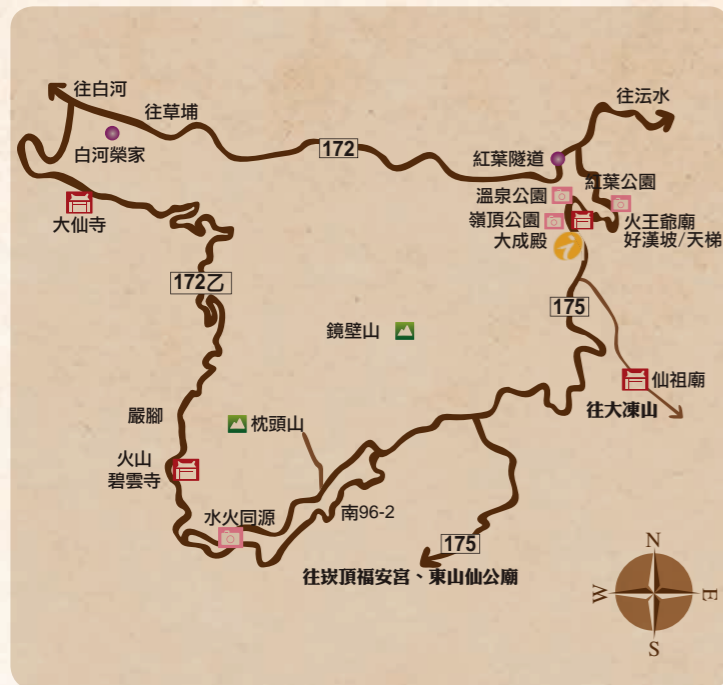 往白河
往草埔
白河榮家
172
往沄水
紅葉隧道
紅葉公園
溫泉公園
嶺頂公園
大成殿
火王爺廟
好漢坡/天梯
大仙寺
172乙
175
鏡壁山
仙祖廟
往大凍山
嚴腳
枕頭山
火山
碧雲寺
水火同源
南96-2
175
往崁頂福安宮、東山仙公廟
N
W
E
S